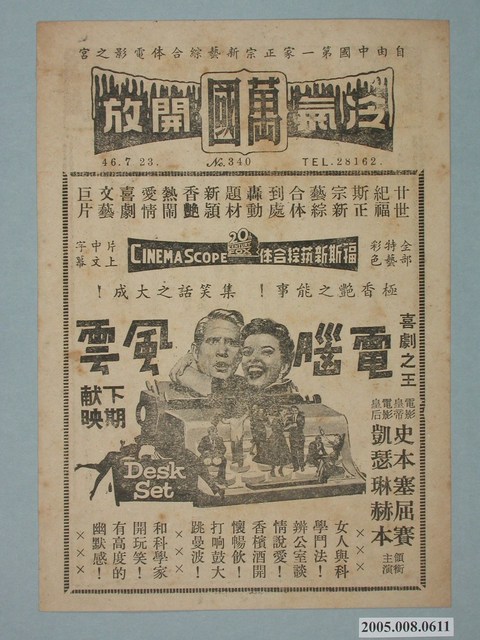 自由中國第一家正宗新藝綜合体電影之宮
冷氣 萬國 開放
46.7.23.
No.340
TEL.28162.
廿世
紀福
斯正
宗新
藝綜
合体
到處
轟動
題材
新頴
香艷
熱鬧
愛情
喜劇
文藝
巨片
全部
特藝
彩色
福斯新藝綜合体
20
CINEMASCOPE
片上
中文
字幕
極香艷之能事！集笑話之大成！
電腦風雲
下期
献映
喜劇之王
電影皇帝 史本塞屈賽
電影皇后 凱瑟琳赫本
領銜主演
Desk
Set
女人與科
學鬥法！
辦公室談
情說愛！
香檳酒開
懷暢飲！
打响鼓大
跳曼波！
×××
和科學家
開玩笑！
有高度的
幽默感！
×××
2005.008.0611